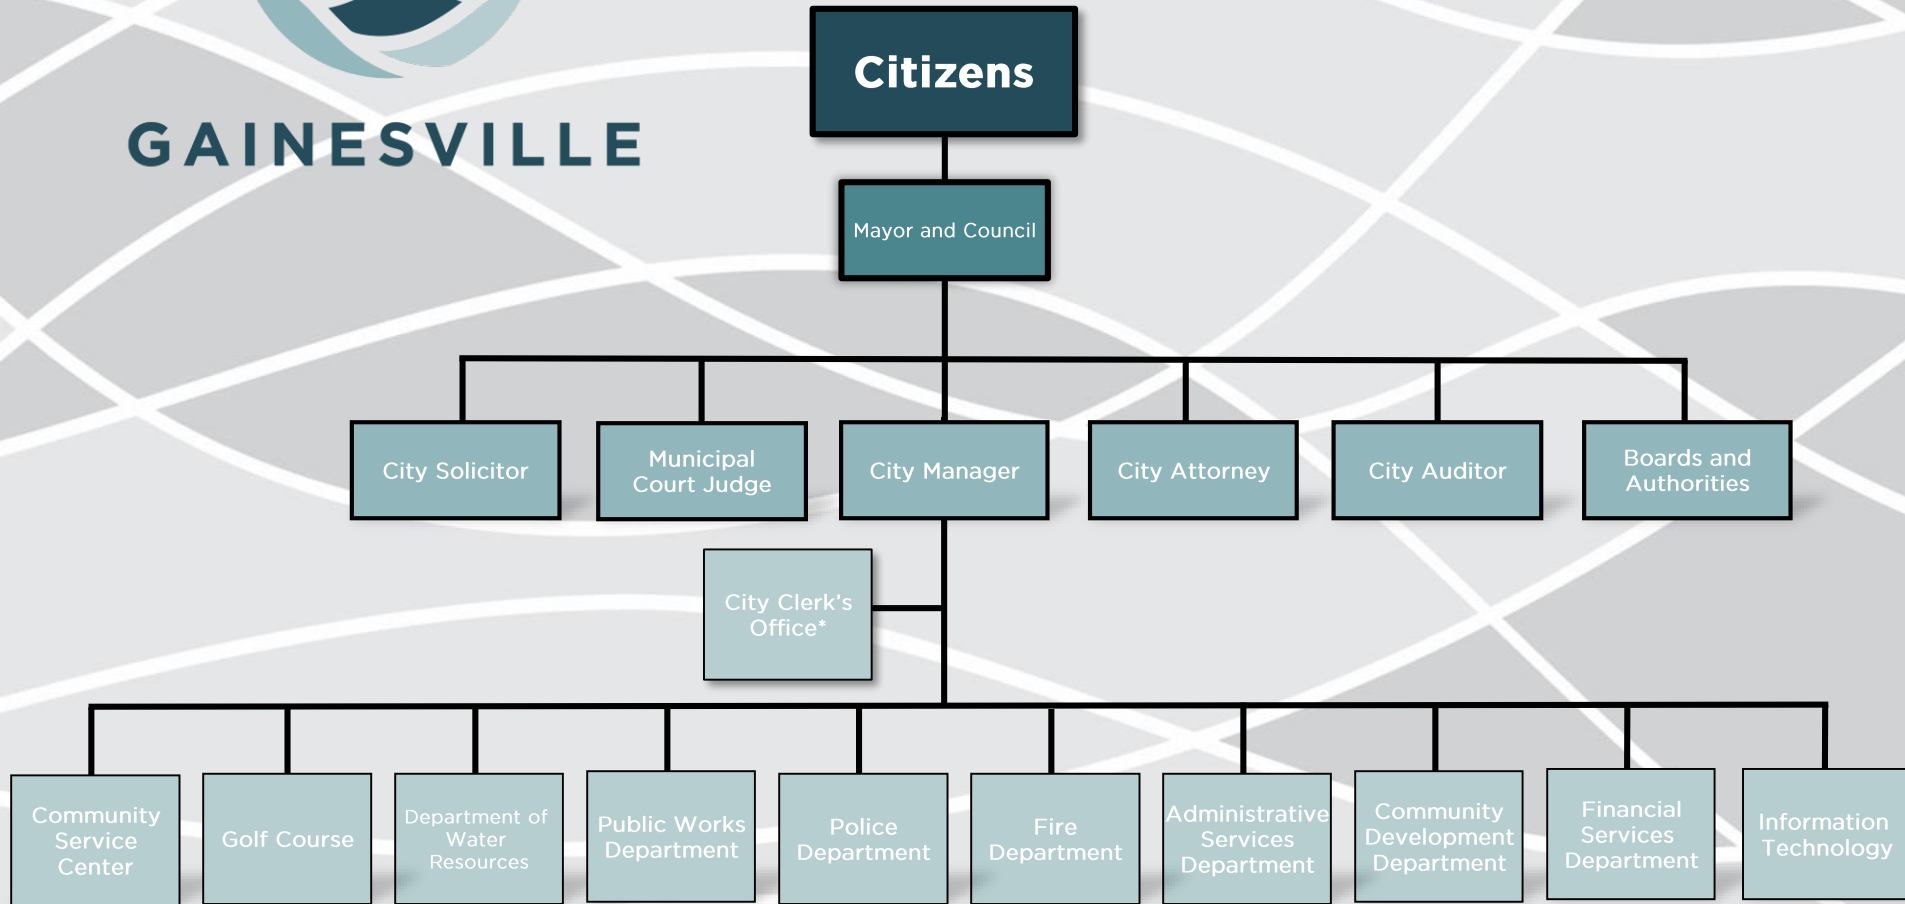 GAINESVILLE
Citizens
Mayor and Council
City Solicitor
Municipal
Court Judge
City Manager
City Attorney
City Auditor
Boards and
Authorities
City Clerk's
Office*
Community
Service
Center
Golf Course
Department of
Water
Resources
Public Works
Department
Police
Department
Fire
Department
Administrative
Services
Department
Community
Development
Department
Financial
Services
Department
Information
Technology